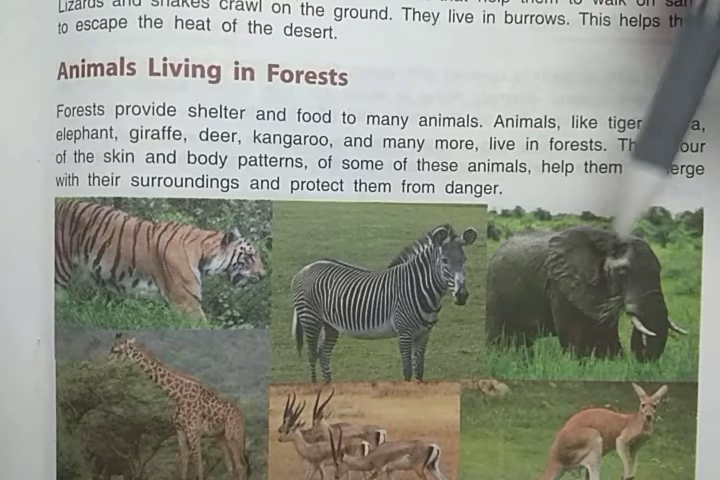 Lizards and snakes crawl on the ground. They live in burrows. This helps
to escape the heat of the desert.
Animals Living in Forests
Forests provide shelter and food to many animals. Animals, like tiger
elephant, giraffe, deer, kangaroo, and many more, live in forests.
of the skin and body patterns, of some of these animals, help them
with their surroundings and protect them from danger.